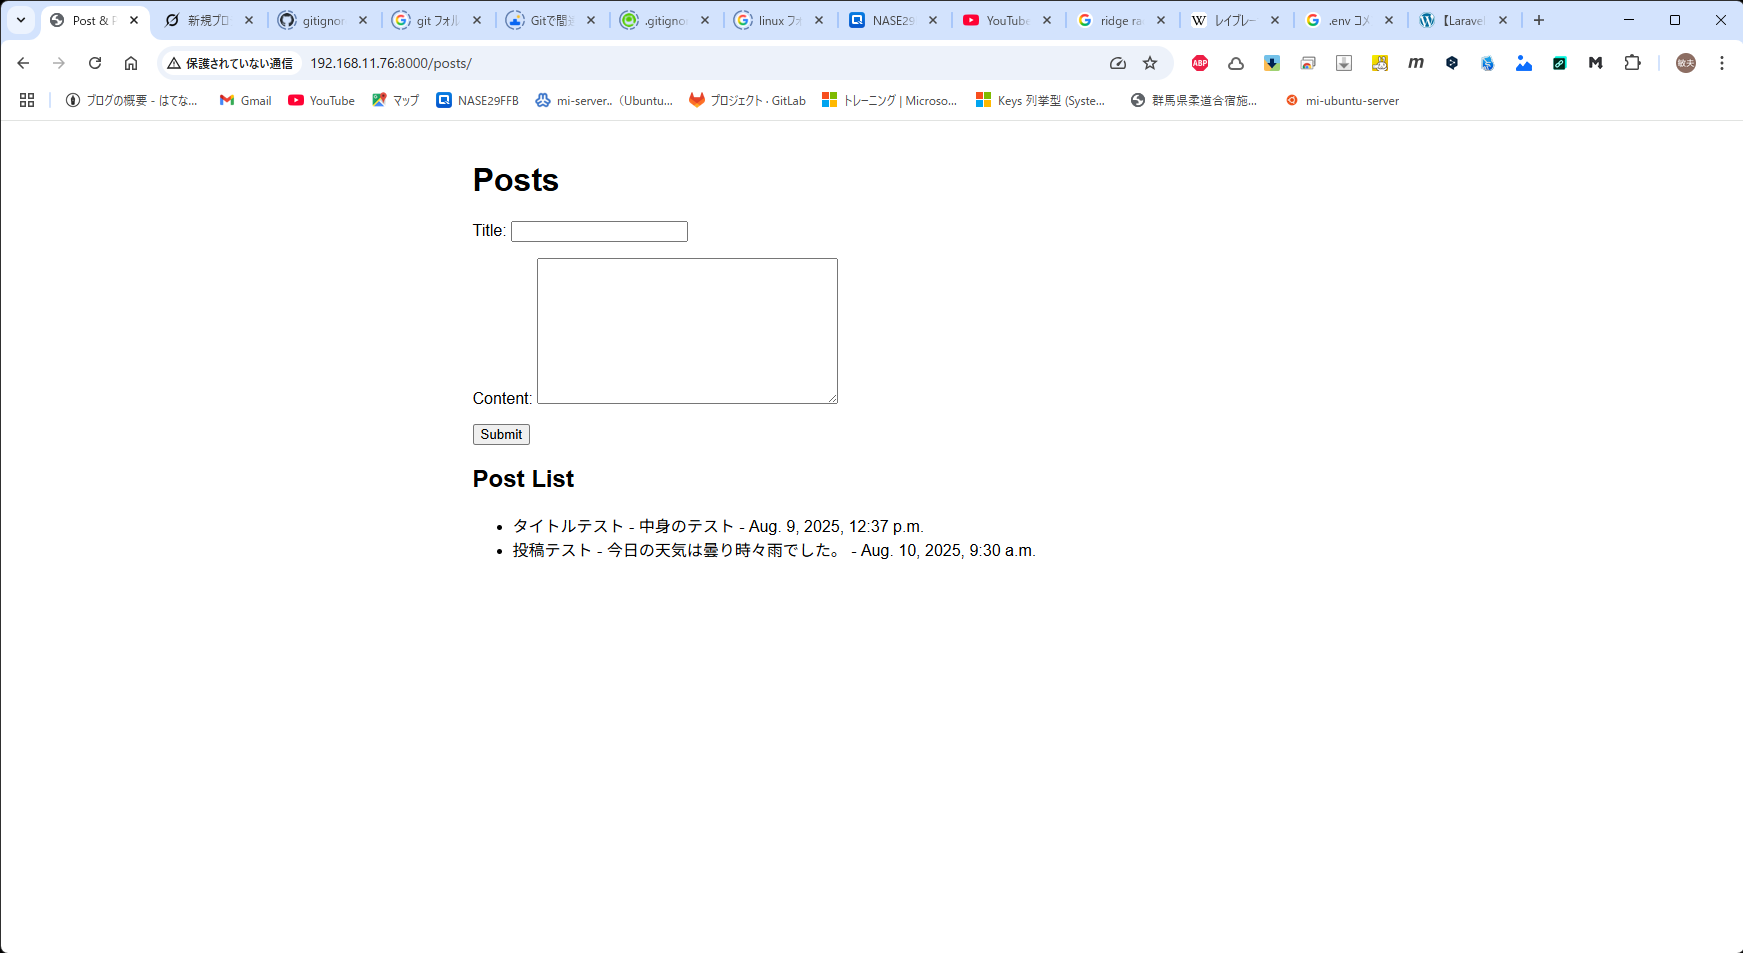 Post & P
新規プロ
gitignor
git フォル
Gitで間
.gitigno
linux フォ
NASE29
YouTube
ridge ra
レイブレー
.env コメ
【Laravel
保護されていない通信
192.168.11.76:8000/posts/
ABP
敏夫
ブログの概要 - はてな...
Gmail
YouTube
マップ
NASE29FFB
mi-server..（Ubuntu...
プロジェクト · GitLab
トレーニング | Microso...
Keys 列挙型 (Syste...
群馬県柔道合宿施...
mi-ubuntu-server
Posts
Title:
Content:
Submit
Post List
タイトルテスト - 中身のテスト - Aug. 9, 2025, 12:37 p.m.
投稿テスト - 今日の天気は曇り時々雨でした。 - Aug. 10, 2025, 9:30 a.m.